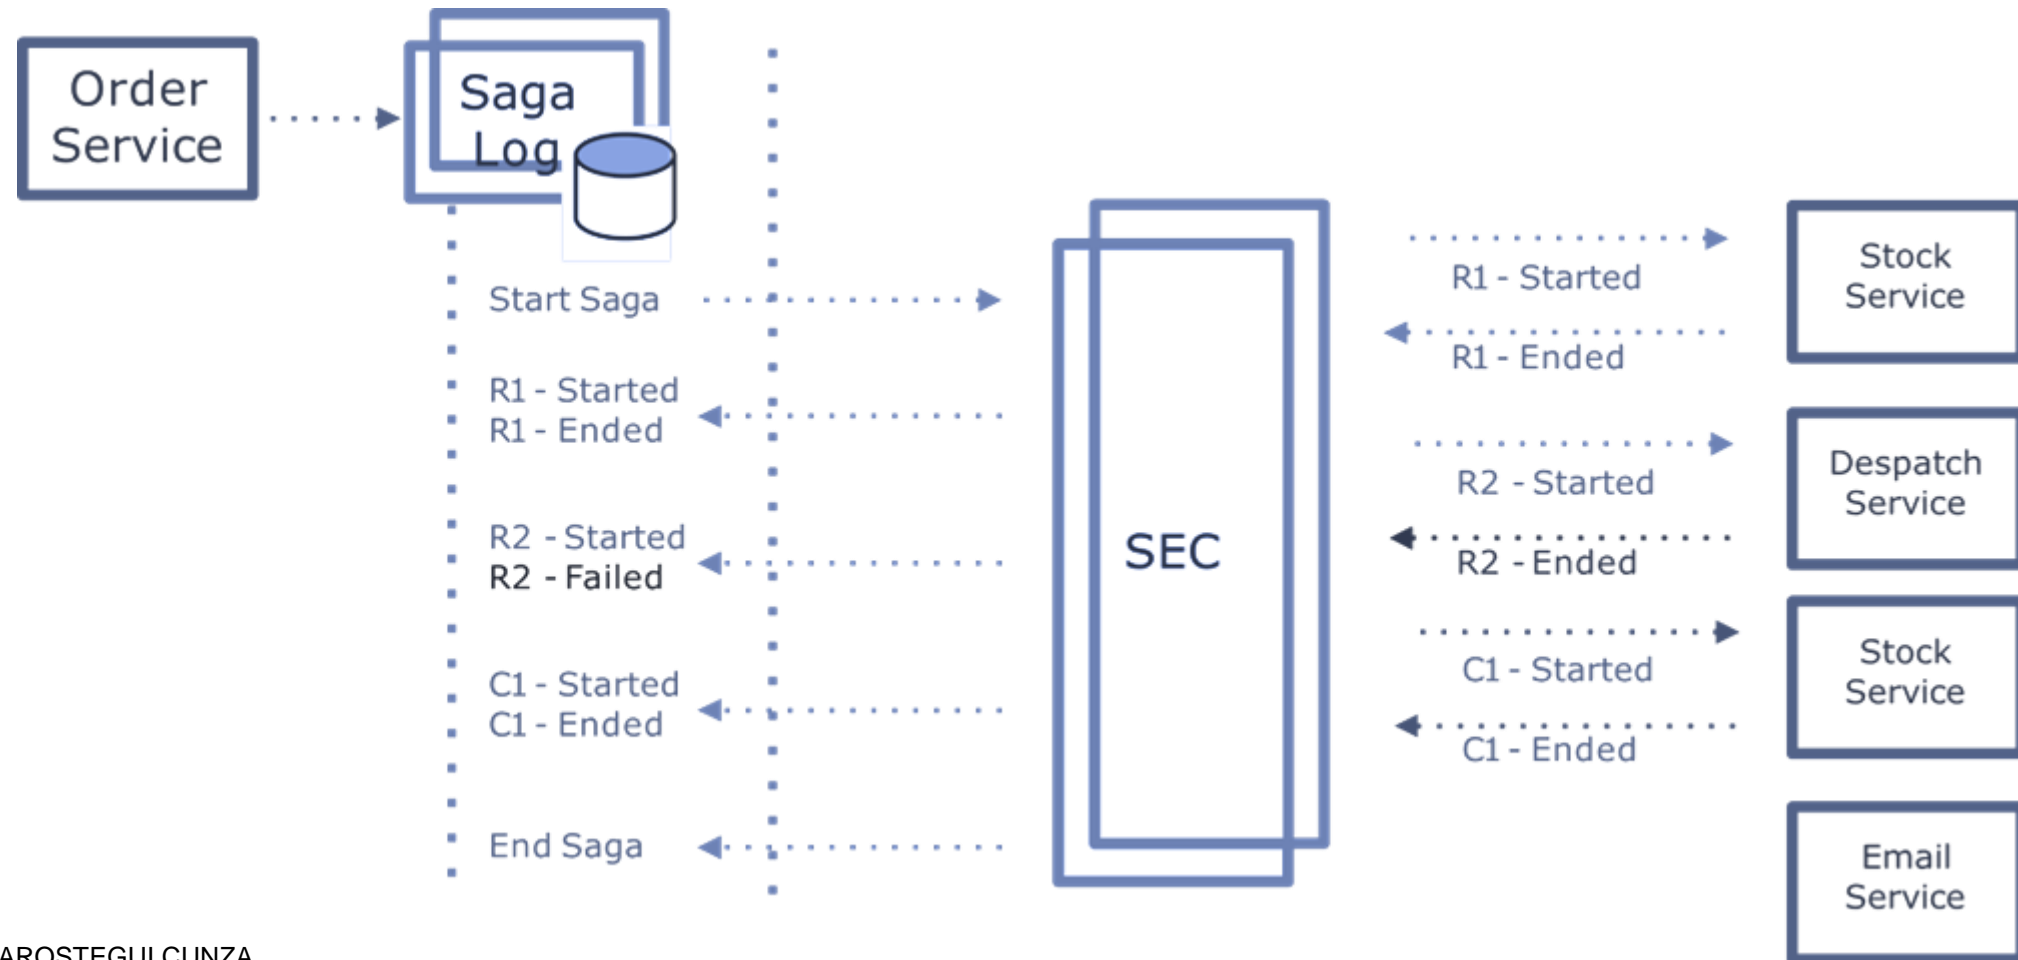 Order
Service
Saga
Log
Start Saga
R1 - Started
R1 - Ended
R2 - Started
R2 - Failed
C1 - Started
C1 - Ended
End Saga
SEC
R1 - Started
R1 - Ended
R2 - Started
R2 - Ended
C1 - Started
C1 - Ended
Stock
Service
Despatch
Service
Stock
Service
Email
Service
AROSTEGUI CUNZA